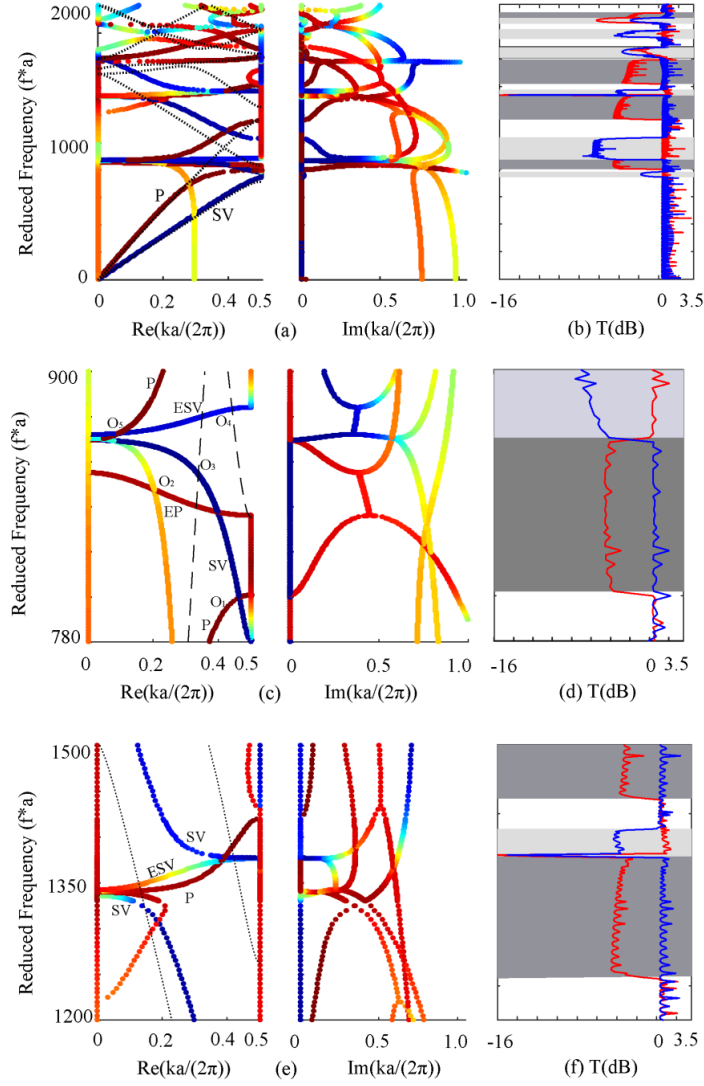 2000
1000
0
Reduced Frequency (f*a)
P
SV
0 0.2 0.4 0.5
0 0.5 1.0
-16 0 3.5
Re(ka/(2π)) (a) Im(ka/(2π)) (b) T(dB)
900
780
Reduced Frequency (f*a)
P
ESV
O5
O4
O3
O2
EP
SV
O1
P
0 0.2 0.4 0.5
0 0.5 1.0
-16 0 3.5
Re(ka/(2π)) (c) Im(ka/(2π)) (d) T(dB)
1500
1350
1200
Reduced Frequency (f*a)
SV
ESV
P
SV
0 0.2 0.4 0.5
0 0.5 1.0
-16 0 3.5
Re(ka/(2π)) (e) Im(ka/(2π)) (f) T(dB)